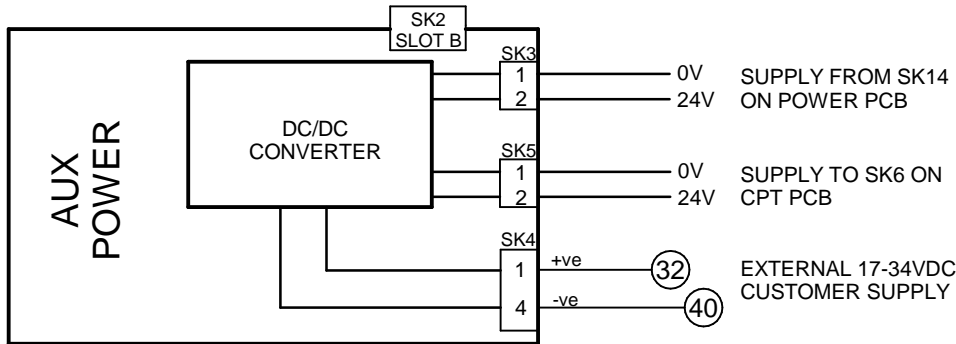 SK2
SLOT B
SK3
1
2
0V
24V
SUPPLY FROM SK14
ON POWER PCB
DC/DC
CONVERTER
AUX
POWER
SK5
1
2
0V
24V
SUPPLY TO SK6 ON
CPT PCB
SK4
1
4
+ve
-ve
32
40
EXTERNAL 17-34VDC
CUSTOMER SUPPLY